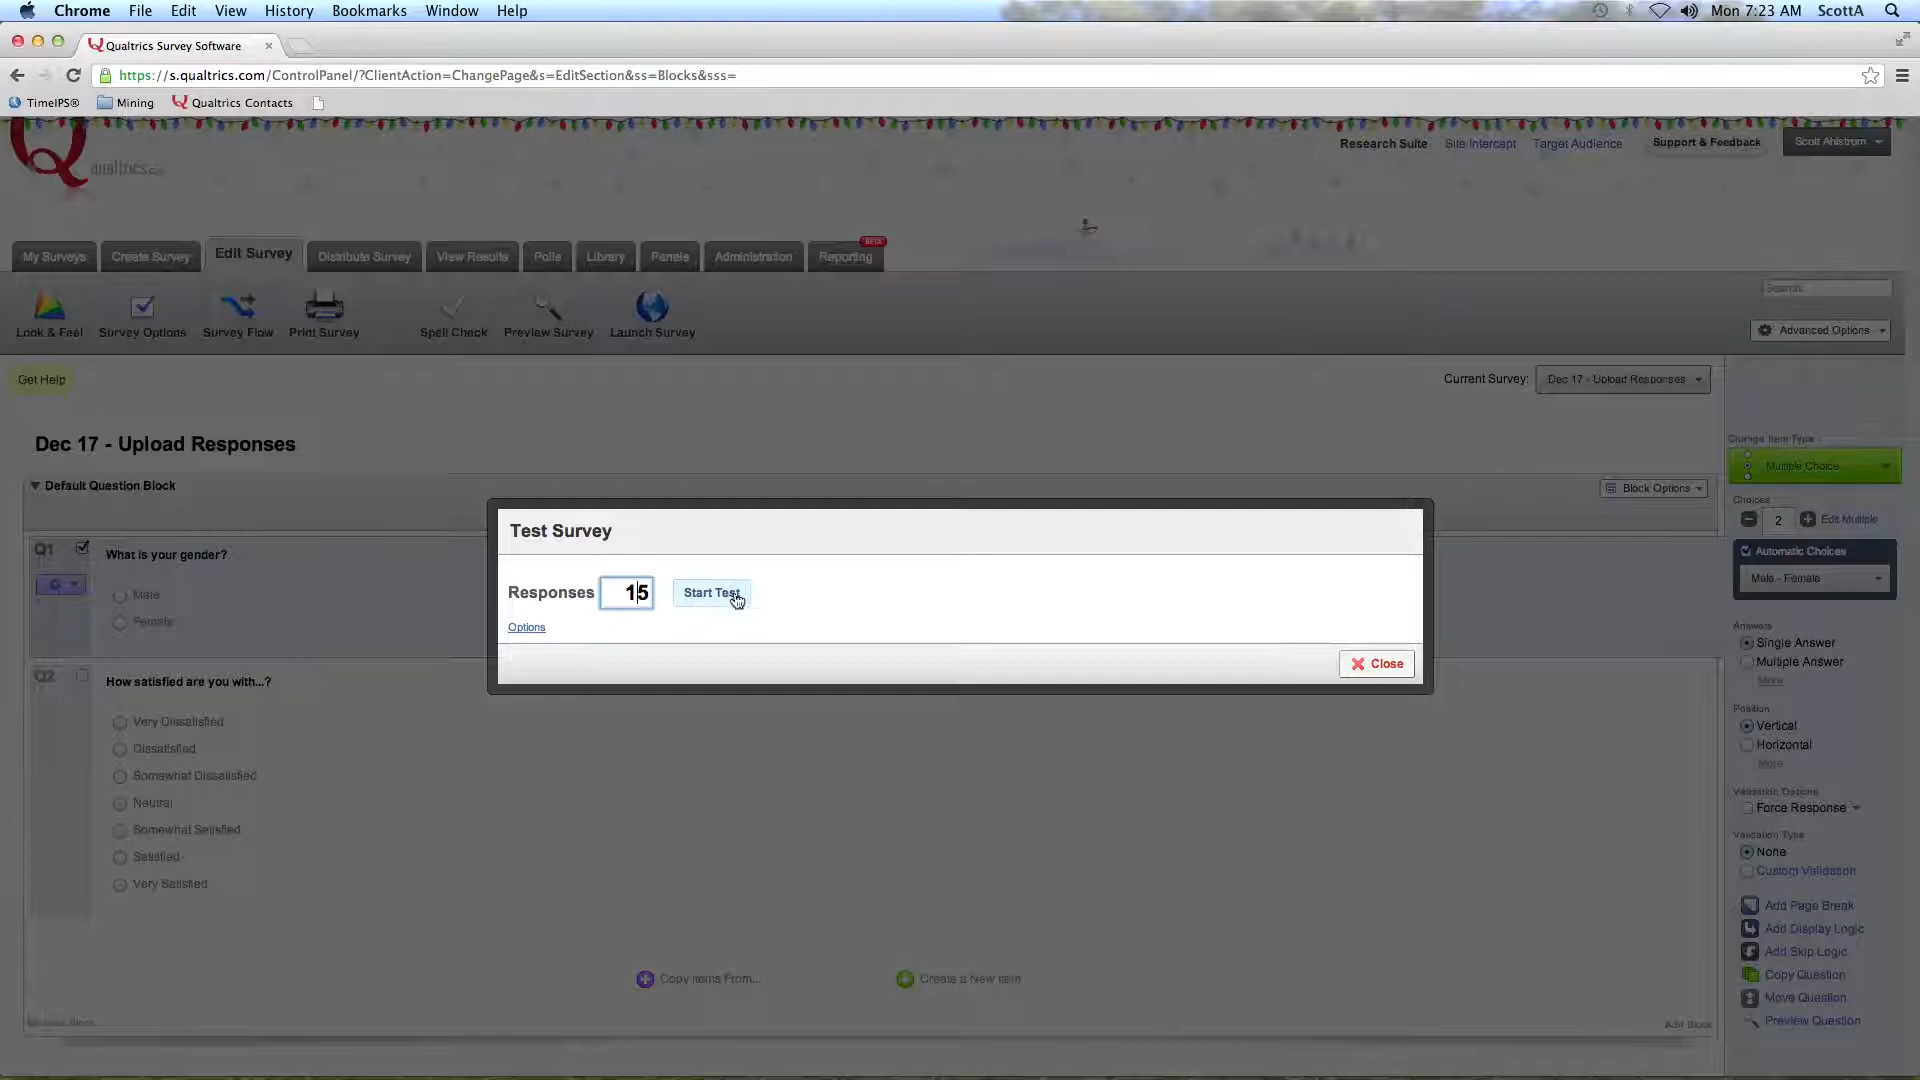 Chrome File Edit View History Bookmarks Window Help Mon 7:23 AM ScottA
Qualtrics Survey Software
https://s.qualtrics.com/ControlPanel/?ClientAction=ChangePage&s=EditSection&ss=Blocks&sss=
TimeIPS® Mining Qualtrics Contacts
Research Suite Site Intercept Target Audience Support & Feedback Scott Ahlstrom
qualtrics
My Surveys Create Survey Edit Survey Distribute Survey View Results Polls Library Panels Administration Reporting BETA
Search
Look & Feel Survey Options Survey Flow Print Survey Spell Check Preview Survey Launch Survey
Advanced Options
Get Help
Current Survey: Dec 17 - Upload Responses
Dec 17 - Upload Responses
Change Item Type
Multiple Choice
Default Question Block
Block Options
Choices
2 Edit Multiple
Q1
What is your gender?
Male
Female
Automatic Choices
Male - Female
Test Survey
Responses 15 Start Test
Options
Close
Answers
Single Answer
Multiple Answer
More
Q2
How satisfied are you with...?
Very Dissatisfied
Dissatisfied
Somewhat Dissatisfied
Neutral
Somewhat Satisfied
Satisfied
Very Satisfied
Position
Vertical
Horizontal
More
Validation Options
Force Response
Validation Type
None
Custom Validation
Add Page Break
Add Display Logic
Add Skip Logic
Copy Question
Move Question
Preview Question
Copy Items From...
Create a New Item
Add Block